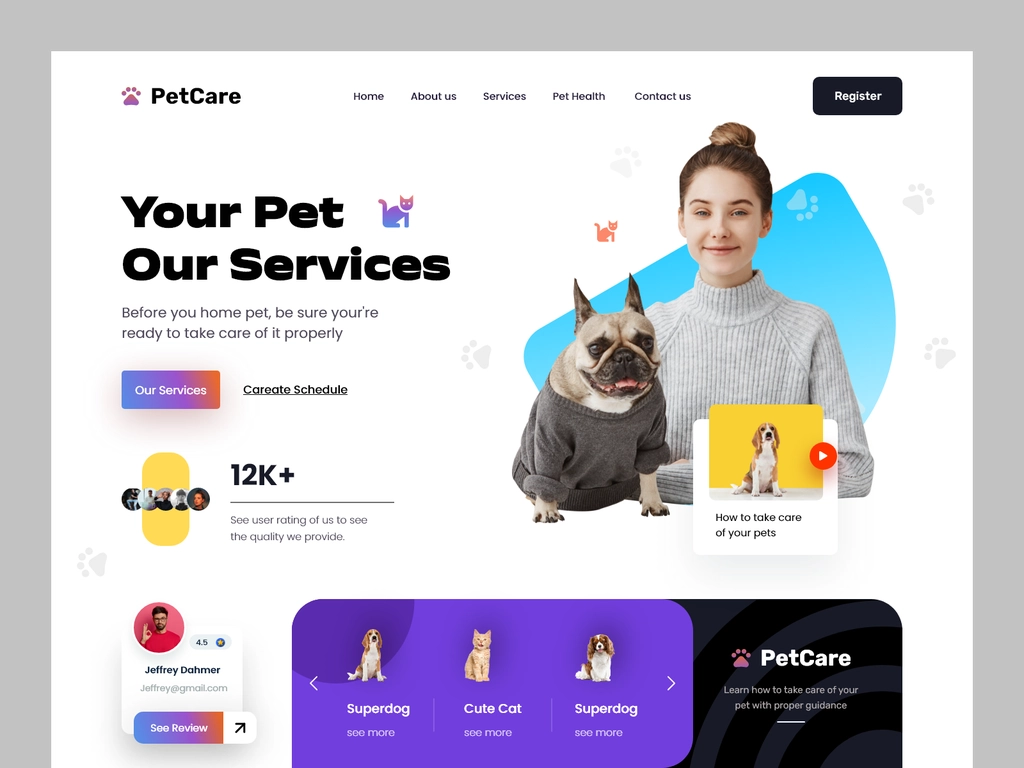 PetCare
Home
About us
Services
Pet Health
Contact us
Register
Your Pet
Our Services
Before you home pet, be sure your're
ready to take care of it properly
Our Services
Careate Schedule
12K+
See user rating of us to see
the quality we provide.
How to take care
of your pets
4.5
Jeffrey Dahmer
Jeffrey@gmail.com
See Review
Superdog
see more
Cute Cat
see more
Superdog
see more
PetCare
Learn how to take care of your
pet with proper guidance